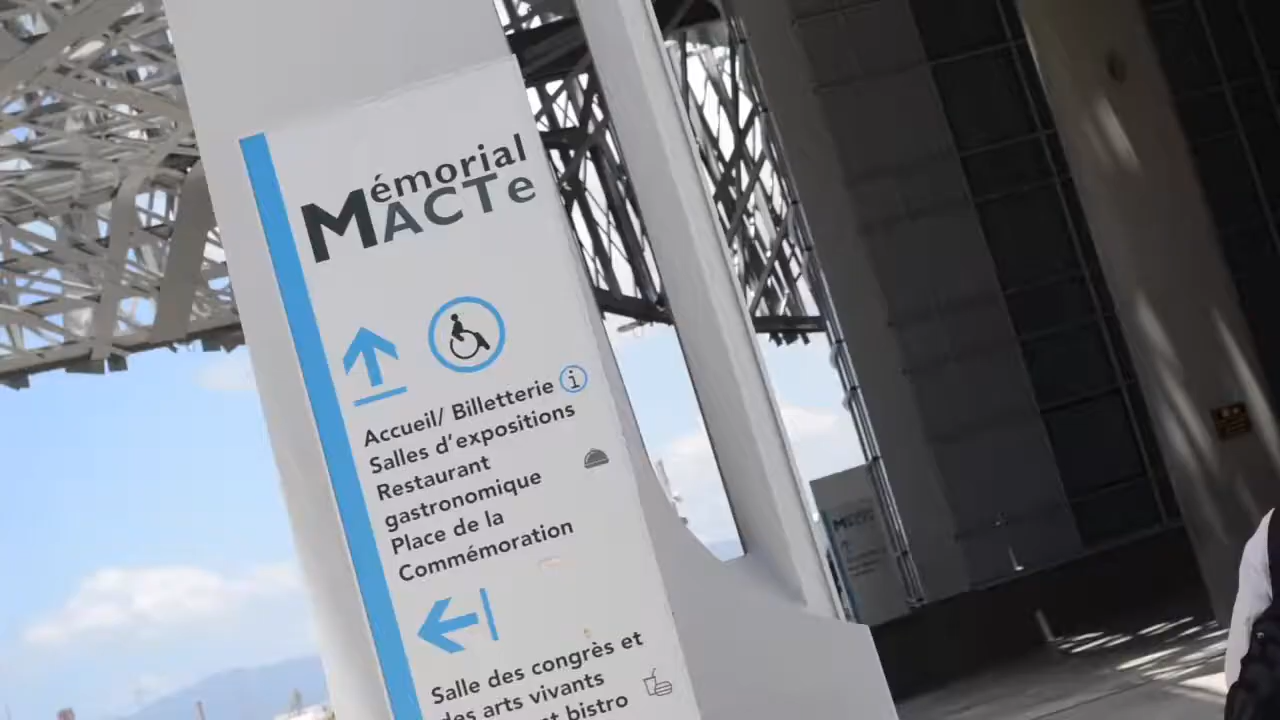 Mémorial
MACTe
Accueil/ Billetterie i
Salles d'expositions
Restaurant
gastronomique
Place de la
Commémoration
Salle des congrès et
des arts vivants
bistro
MACTe